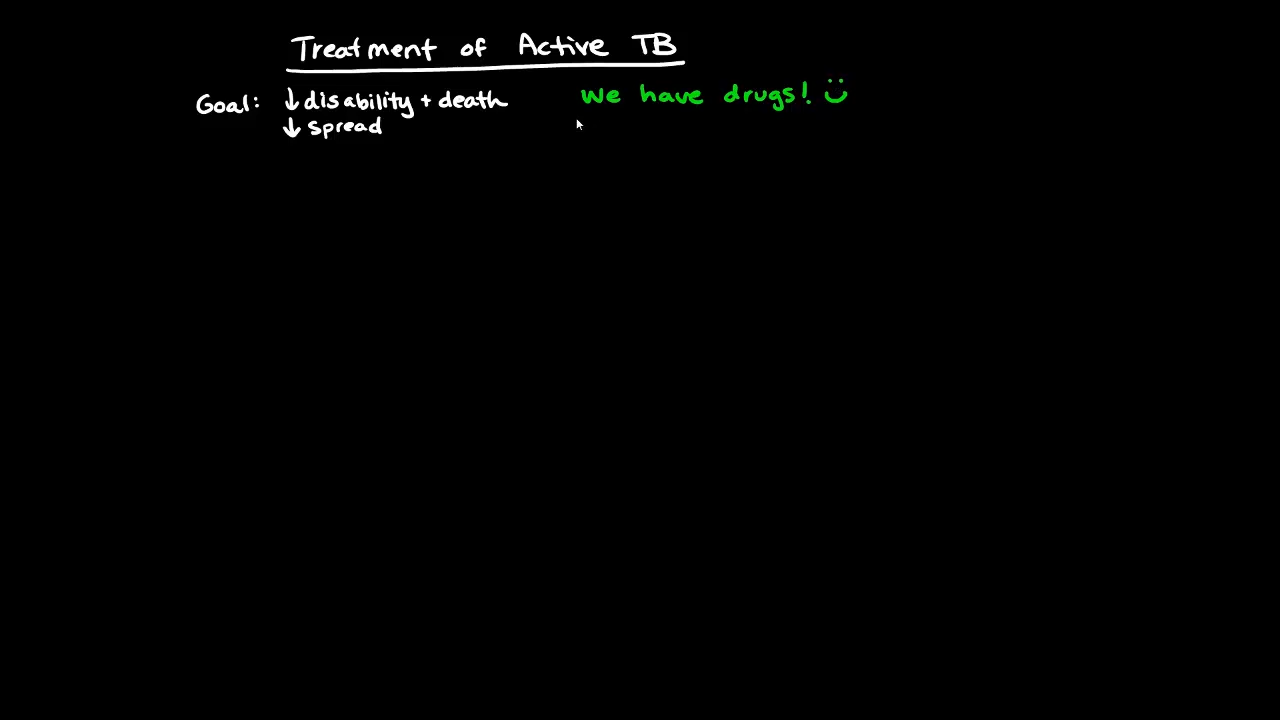 Treatment of Active TB
Goal: ↓ disability + death
↓ spread
We have drugs! :)